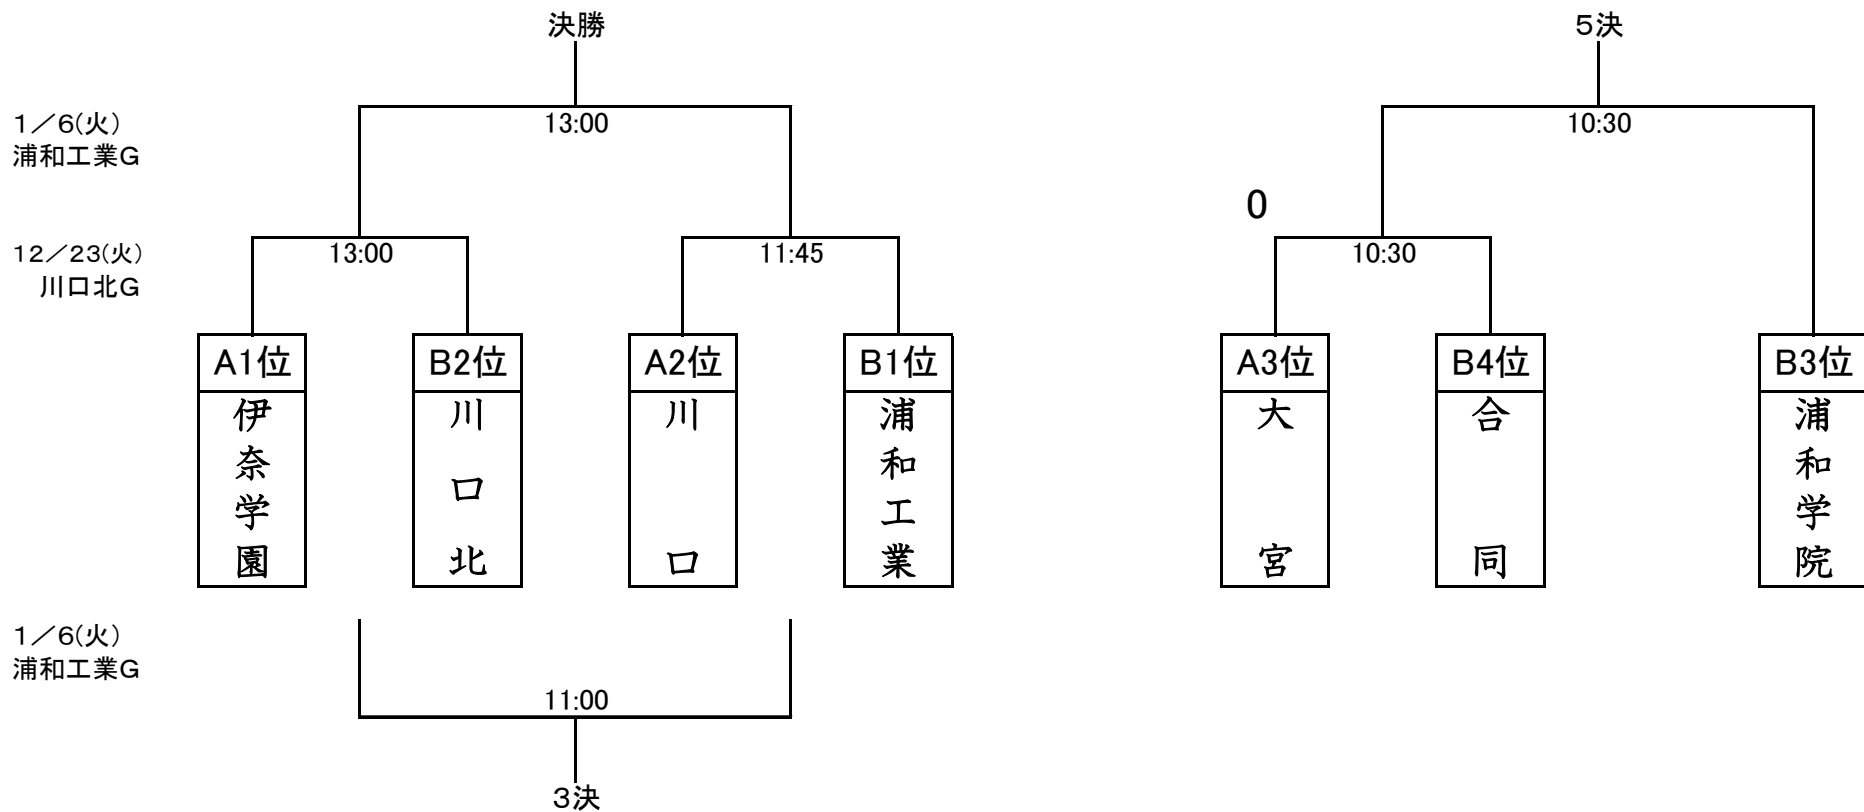 決勝
5決
1／6(火)
浦和工業G
13:00
10:30
0
12／23(火)
川口北G
13:00
11:45
10:30
A1位
B2位
A2位
B1位
A3位
B4位
B3位
伊奈学園
川口北
川口
浦和工業
大宮
合同
浦和学院
1／6(火)
浦和工業G
11:00
3決